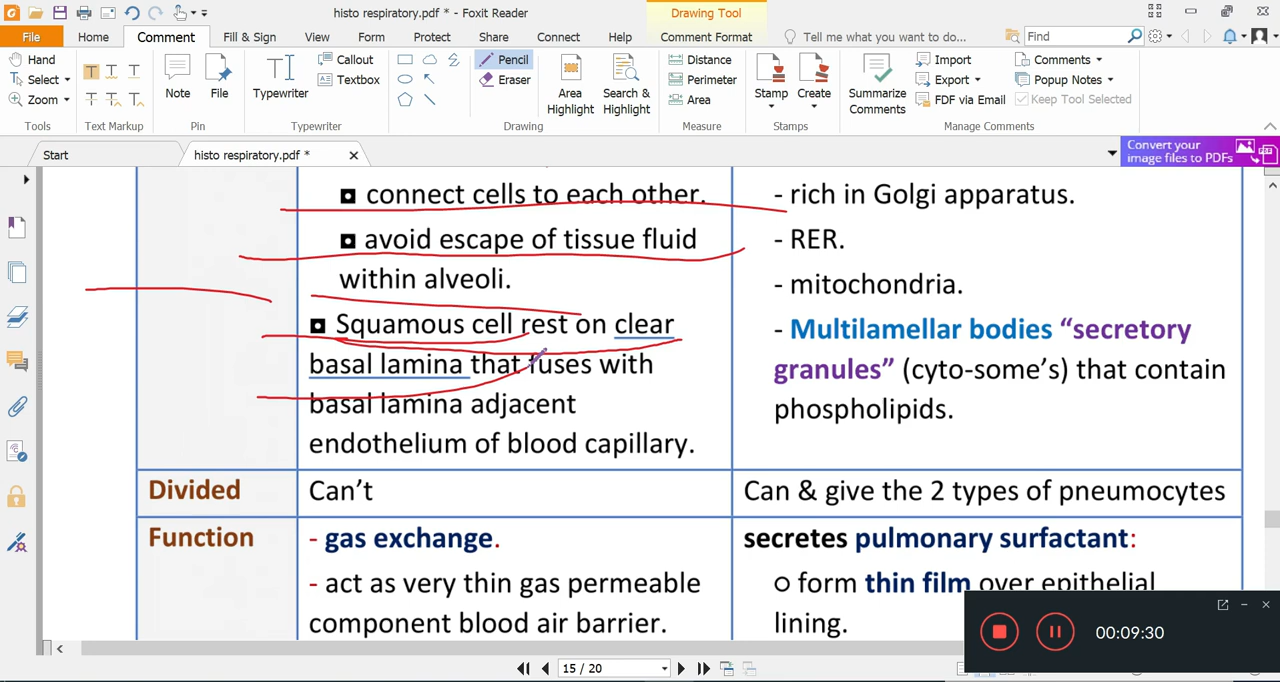 histo respiratory.pdf * - Foxit Reader
Drawing Tool
File Home Comment Fill & Sign View Form Protect Share Connect Help Comment Format Tell me what you want to do... Find
Hand
Select
Zoom
Tools
Text Markup
Note
File
Pin
Typewriter
Callout
Textbox
Typewriter
Pencil
Eraser
Area Highlight
Search & Highlight
Drawing
Distance
Perimeter
Area
Measure
Stamp
Create
Stamps
Summarize Comments
Import
Export
FDF via Email
Comments
Popup Notes
Keep Tool Selected
Manage Comments
Start
histo respiratory.pdf *
Convert your
image files to PDFs
connect cells to each other.
avoid escape of tissue fluid
within alveoli.
Squamous cell rest on clear
basal lamina that fuses with
basal lamina adjacent
endothelium of blood capillary.
- rich in Golgi apparatus.
- RER.
- mitochondria.
- Multilamellar bodies “secretory
granules” (cyto-some’s) that contain
phospholipids.
Divided
Can’t
Can & give the 2 types of pneumocytes
Function
- gas exchange.
- act as very thin gas permeable
component blood air barrier.
secretes pulmonary surfactant:
o form thin film over epithelial
lining.
00:09:30
15 / 20